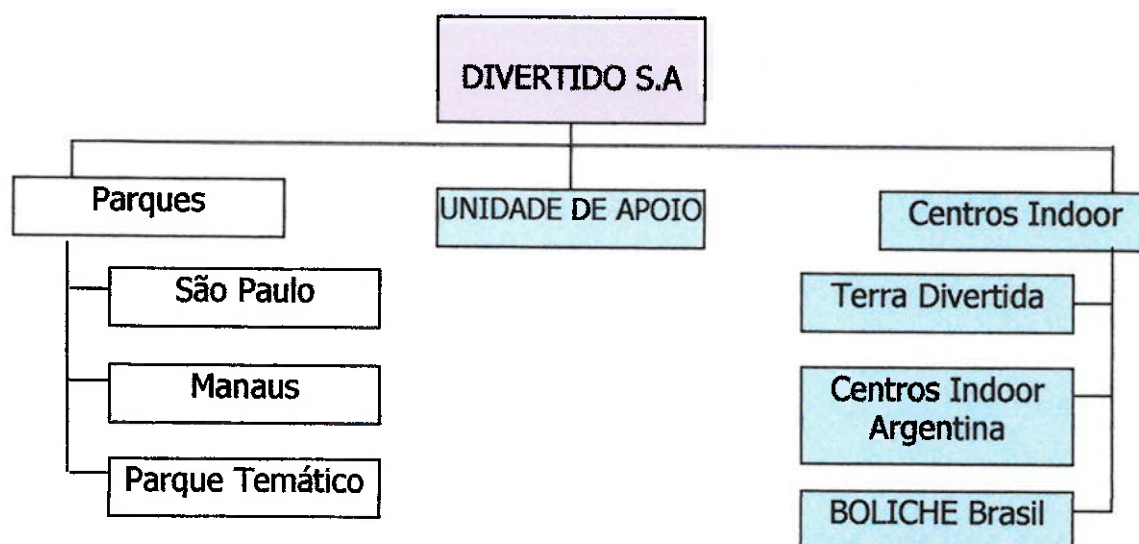 DIVERTIDO S.A
Parques
UNIDADE DE APOIO
Centros Indoor
São Paulo
Terra Divertida
Manaus
Centros Indoor
Argentina
Parque Temático
BOLICHE Brasil